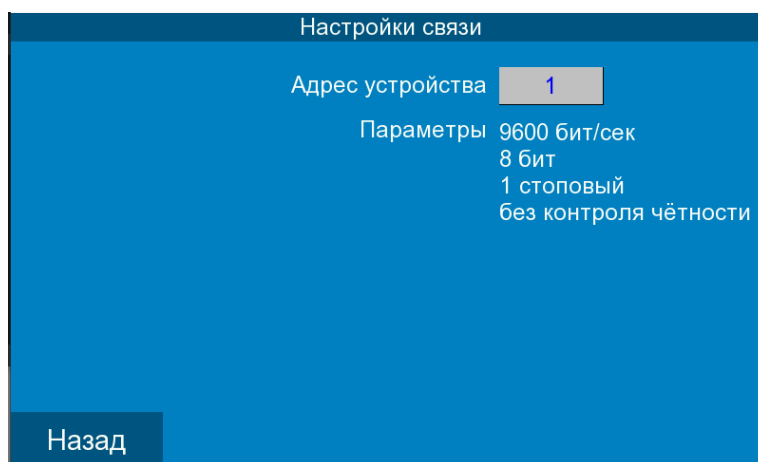 Настройки связи
Адрес устройства 1
Параметры 9600 бит/сек
8 бит
1 стоповый
без контроля чётности
Назад